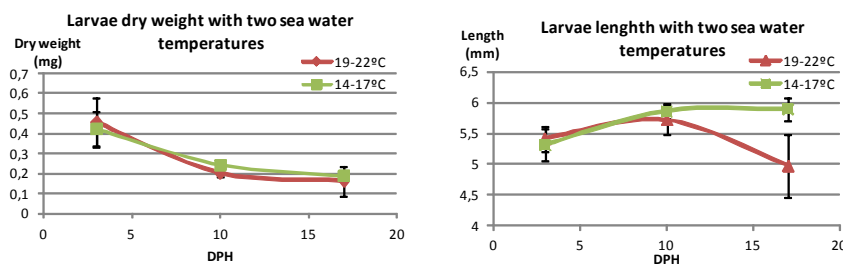 Larvae dry weight with two sea water
temperatures
Dry weight
(mg)
19-22ºC
14-17ºC
0,7
0,6
0,5
0,4
0,3
0,2
0,1
0
0 5 10 15 20
DPH
Larvae lenghth with two sea water
temperatures
Length
(mm)
19-22ºC
14-17ºC
6,5
6
5,5
5
4,5
4
0 5 10 15 20
DPH